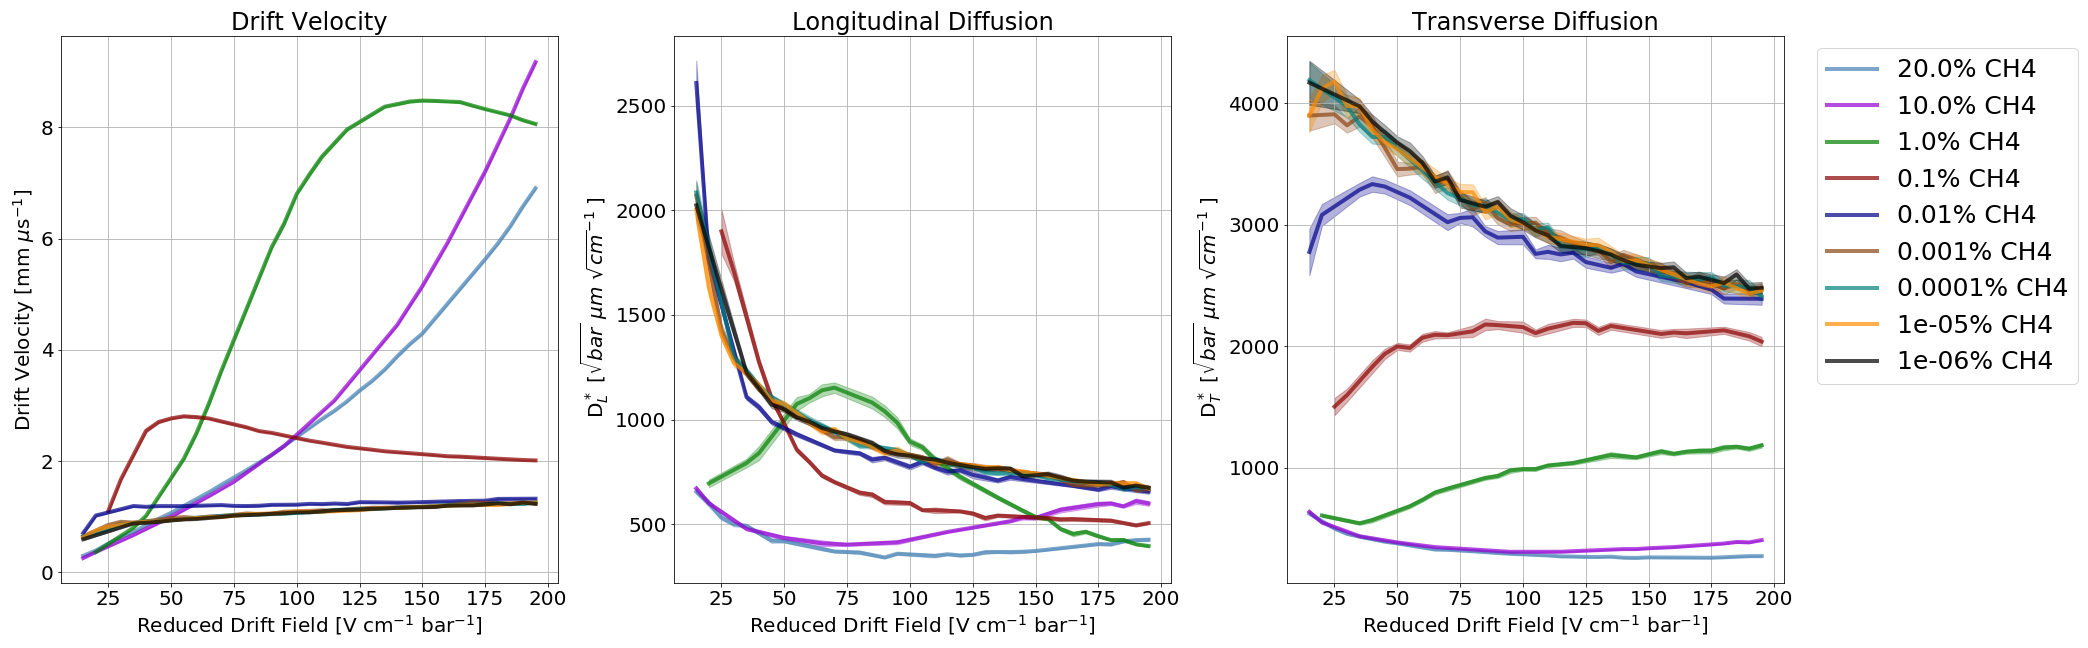 Drift Velocity
Drift Velocity [mm μs⁻¹]
8
6
4
2
0
25 50 75 100 125 150 175 200
Reduced Drift Field [V cm⁻¹ bar⁻¹]
Longitudinal Diffusion
D*L [√bar μm √cm⁻¹ ]
2500
2000
1500
1000
500
25 50 75 100 125 150 175 200
Reduced Drift Field [V cm⁻¹ bar⁻¹]
Transverse Diffusion
D*T [√bar μm √cm⁻¹ ]
4000
3000
2000
1000
25 50 75 100 125 150 175 200
Reduced Drift Field [V cm⁻¹ bar⁻¹]
20.0% CH4
10.0% CH4
1.0% CH4
0.1% CH4
0.01% CH4
0.001% CH4
0.0001% CH4
1e-05% CH4
1e-06% CH4